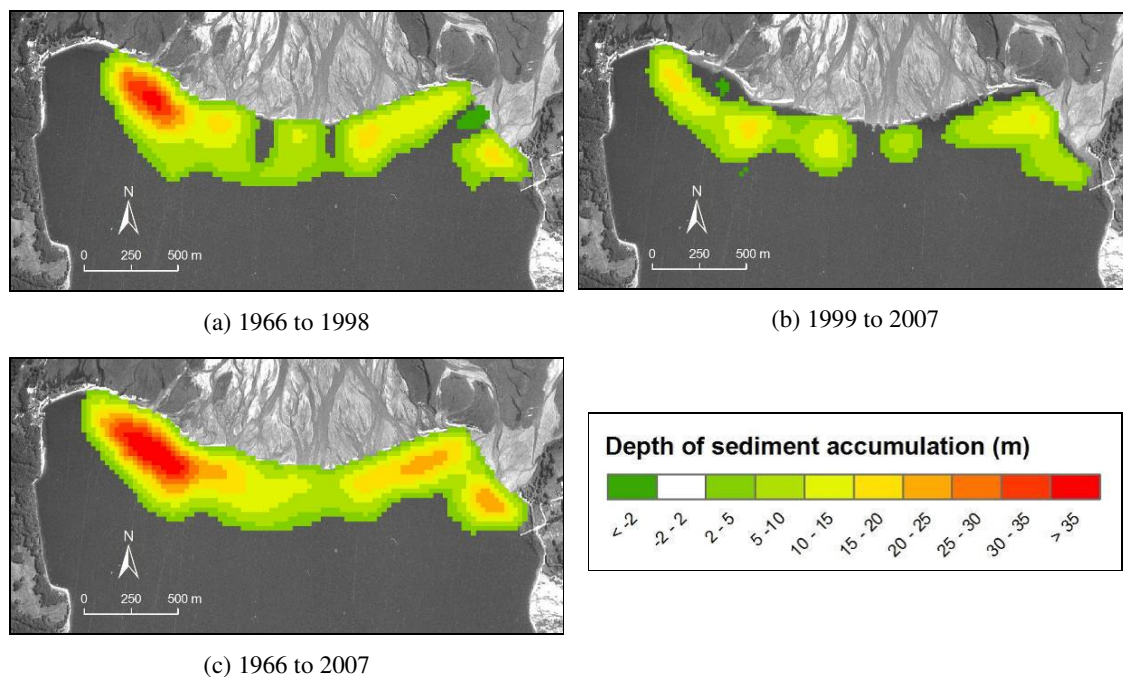 N
0 250 500 m
(a) 1966 to 1998
N
0 250 500 m
(b) 1999 to 2007
N
0 250 500 m
(c) 1966 to 2007
Depth of sediment accumulation (m)
< -2
-2 - 2
2 - 5
5 -10
10 - 15
15 - 20
20 - 25
25 - 30
30 - 35
> 35